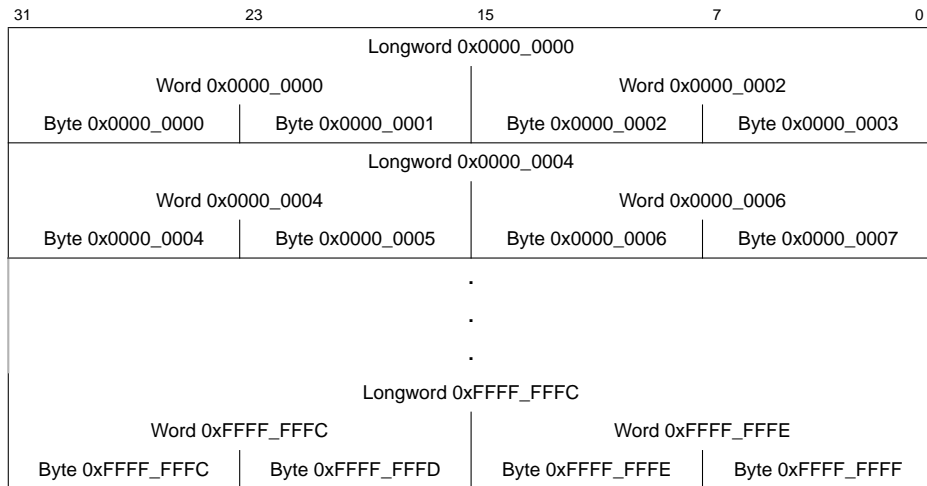 31 23 15 7 0
Longword 0x0000_0000
Word 0x0000_0000 Word 0x0000_0002
Byte 0x0000_0000 Byte 0x0000_0001 Byte 0x0000_0002 Byte 0x0000_0003
Longword 0x0000_0004
Word 0x0000_0004 Word 0x0000_0006
Byte 0x0000_0004 Byte 0x0000_0005 Byte 0x0000_0006 Byte 0x0000_0007
.
.
.
Longword 0xFFFF_FFFC
Word 0xFFFF_FFFC Word 0xFFFF_FFFE
Byte 0xFFFF_FFFC Byte 0xFFFF_FFFD Byte 0xFFFF_FFFE Byte 0xFFFF_FFFF